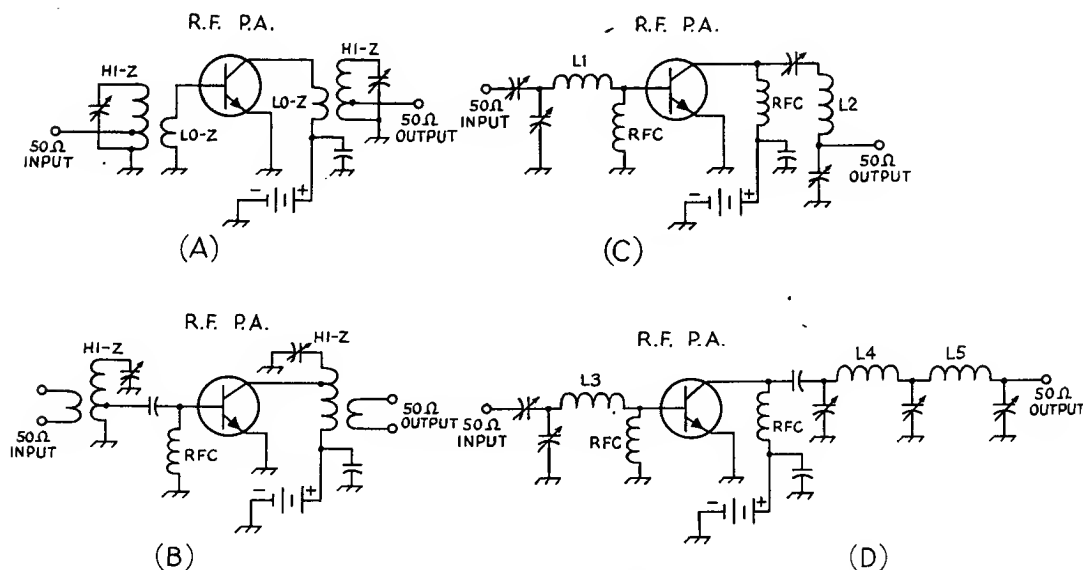 R.F. P.A.
HI-Z
LO-Z
50Ω
INPUT
LO-Z
HI-Z
50Ω
OUTPUT
- +
(A)
R.F. P.A.
50Ω
INPUT
L1
RFC
RFC
L2
50Ω
OUTPUT
- +
(C)
R.F. P.A.
HI-Z
50Ω
INPUT
RFC
HI-Z
50Ω
OUTPUT
- +
(B)
R.F. P.A.
50Ω
INPUT
L3
RFC
RFC
L4
L5
50Ω
OUTPUT
- +
(D)